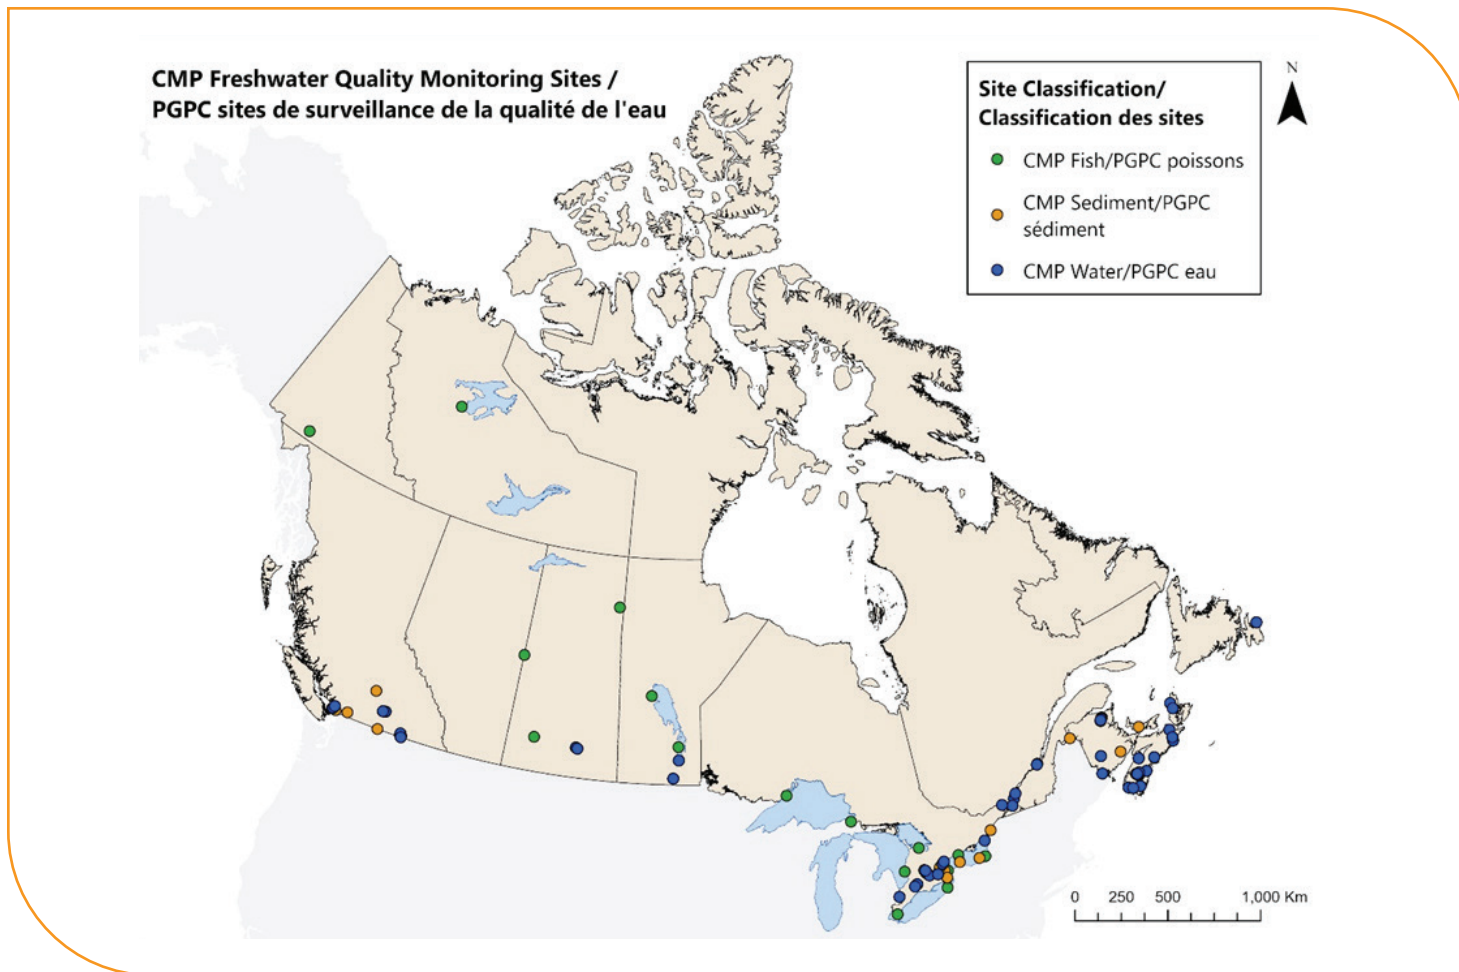 CMP Freshwater Quality Monitoring Sites /
PGPC sites de surveillance de la qualité de l'eau
Site Classification/
Classification des sites
CMP Fish/PGPC poissons
CMP Sediment/PGPC
sédiment
CMP Water/PGPC eau
N
0 250 500 1,000 Km